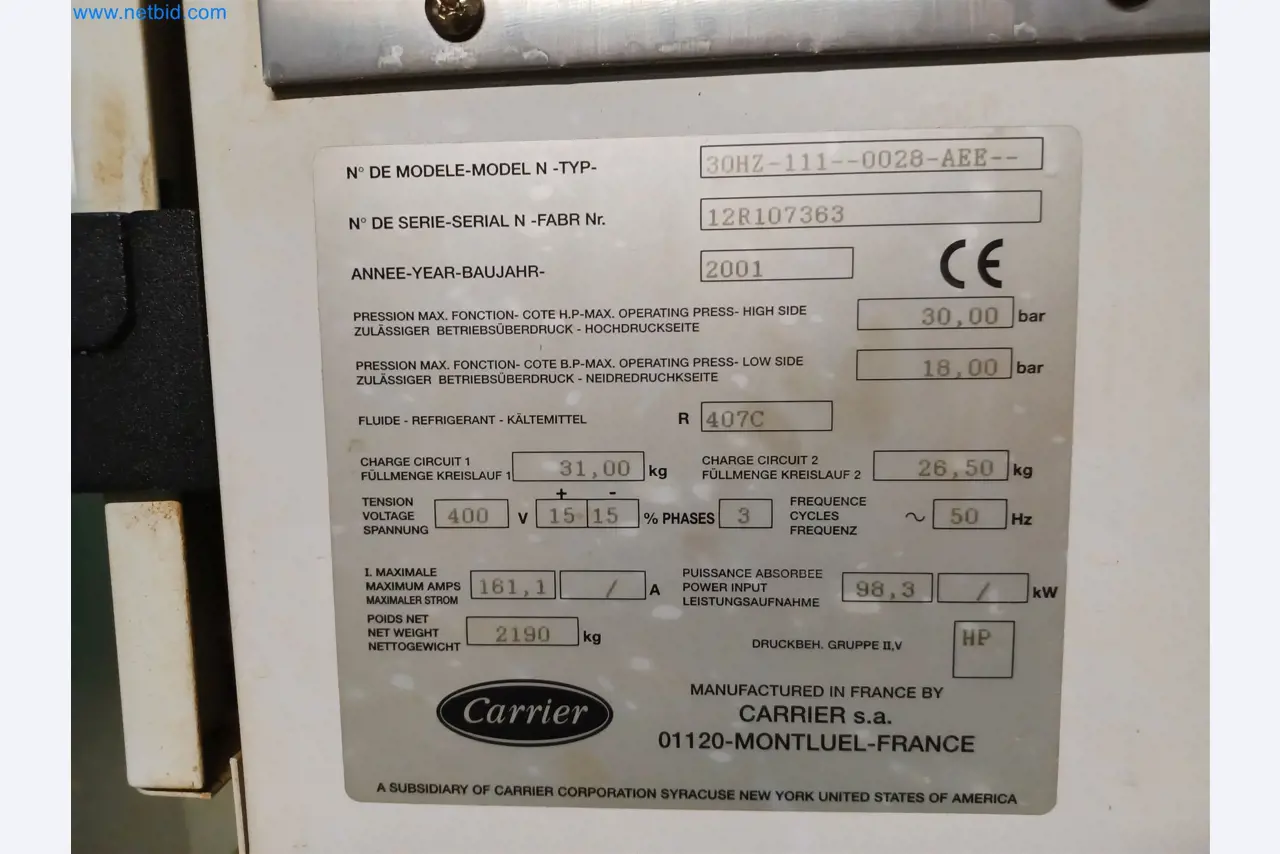 www.netbid.com
N° DE MODELE-MODEL N -TYP- 30HZ-111--0028-AEE--
N° DE SERIE-SERIAL N -FABR Nr. 12R107363
ANNEE-YEAR-BAUJAHR- 2001 CE
PRESSION MAX. FONCTION- COTE H.P-MAX. OPERATING PRESS- HIGH SIDE
ZULÄSSIGER BETRIEBSÜBERDRUCK - HOCHDRUCKSEITE 30,00 bar
PRESSION MAX. FONCTION- COTE B.P-MAX. OPERATING PRESS- LOW SIDE
ZULÄSSIGER BETRIEBSÜBERDRUCK - NEIDREDRUCHKSEITE 18,00 bar
FLUIDE - REFRIGERANT - KÄLTEMITTEL R 407C
CHARGE CIRCUIT 1
FÜLLMENGE KREISLAUF 1 31,00 kg
CHARGE CIRCUIT 2
FÜLLMENGE KREISLAUF 2 26,50 kg
TENSION
VOLTAGE
SPANNUNG 400 V
+ -
15 15 % PHASES 3
FREQUENCE
CYCLES
FREQUENZ ~ 50 Hz
I. MAXIMALE
MAXIMUM AMPS
MAXIMALER STROM 161,1 / A
PUISSANCE ABSORBEE
POWER INPUT
LEISTUNGSAUFNAHME 98,3 / kW
POIDS NET
NET WEIGHT
NETTOGEWICHT 2190 kg
DRUCKBEH. GRUPPE II,V HP
Carrier
MANUFACTURED IN FRANCE BY
CARRIER s.a.
01120-MONTLUEL-FRANCE
A SUBSIDIARY OF CARRIER CORPORATION SYRACUSE NEW YORK UNITED STATES OF AMERICA